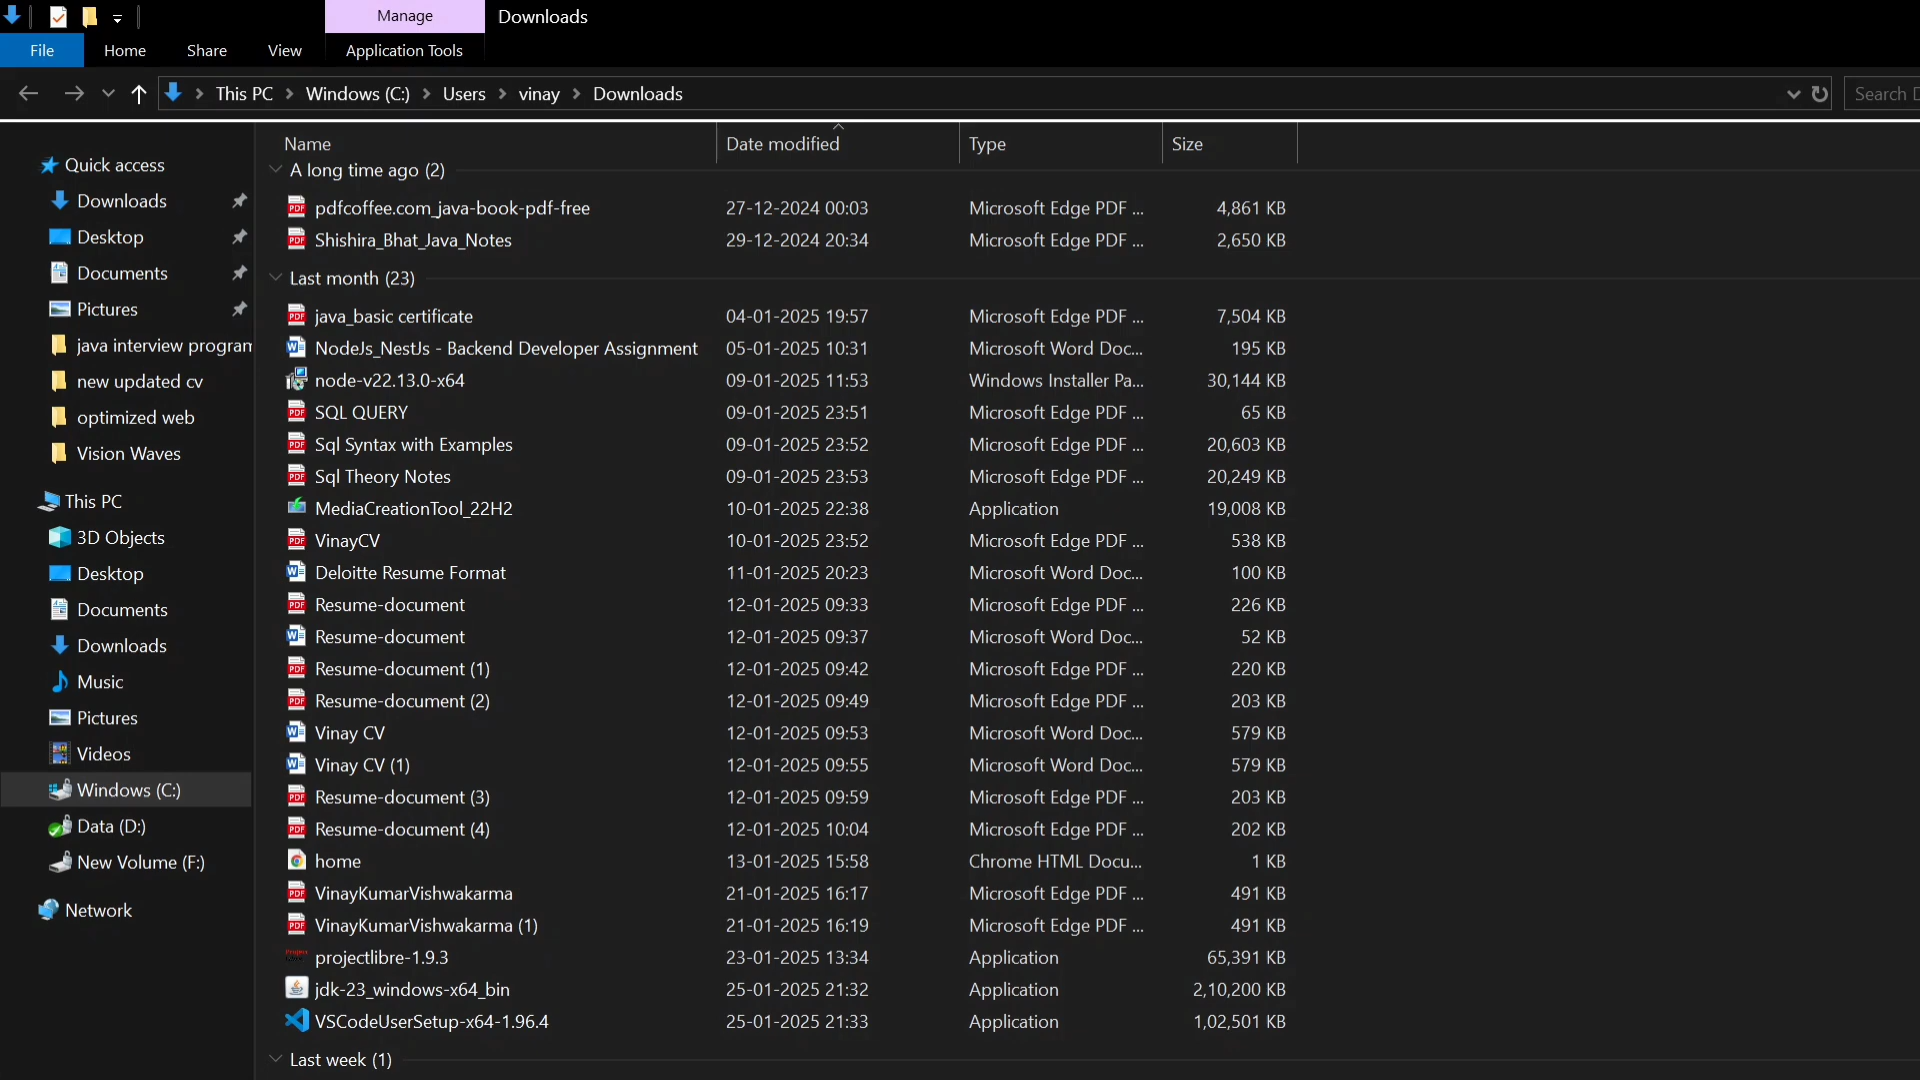 Manage Downloads
File Home Share View Application Tools
This PC Windows (C:) Users vinay Downloads Search
Quick access
Downloads
Desktop
Documents
Pictures
java interview program
new updated cv
optimized web
Vision Waves
This PC
3D Objects
Desktop
Documents
Downloads
Music
Pictures
Videos
Windows (C:)
Data (D:)
New Volume (F:)
Network
Name Date modified Type Size
A long time ago (2)
pdfcoffee.com_java-book-pdf-free 27-12-2024 00:03 Microsoft Edge PDF ... 4,861 KB
Shishira_Bhat_Java_Notes 29-12-2024 20:34 Microsoft Edge PDF ... 2,650 KB
Last month (23)
java_basic certificate 04-01-2025 19:57 Microsoft Edge PDF ... 7,504 KB
NodeJs_NestJs - Backend Developer Assignment 05-01-2025 10:31 Microsoft Word Doc... 195 KB
node-v22.13.0-x64 09-01-2025 11:53 Windows Installer Pa... 30,144 KB
SQL QUERY 09-01-2025 23:51 Microsoft Edge PDF ... 65 KB
Sql Syntax with Examples 09-01-2025 23:52 Microsoft Edge PDF ... 20,603 KB
Sql Theory Notes 09-01-2025 23:53 Microsoft Edge PDF ... 20,249 KB
MediaCreationTool_22H2 10-01-2025 22:38 Application 19,008 KB
VinayCV 10-01-2025 23:52 Microsoft Edge PDF ... 538 KB
Deloitte Resume Format 11-01-2025 20:23 Microsoft Word Doc... 100 KB
Resume-document 12-01-2025 09:33 Microsoft Edge PDF ... 226 KB
Resume-document 12-01-2025 09:37 Microsoft Word Doc... 52 KB
Resume-document (1) 12-01-2025 09:42 Microsoft Edge PDF ... 220 KB
Resume-document (2) 12-01-2025 09:49 Microsoft Edge PDF ... 203 KB
Vinay CV 12-01-2025 09:53 Microsoft Word Doc... 579 KB
Vinay CV (1) 12-01-2025 09:55 Microsoft Word Doc... 579 KB
Resume-document (3) 12-01-2025 09:59 Microsoft Edge PDF ... 203 KB
Resume-document (4) 12-01-2025 10:04 Microsoft Edge PDF ... 202 KB
home 13-01-2025 15:58 Chrome HTML Docu... 1 KB
VinayKumarVishwakarma 21-01-2025 16:17 Microsoft Edge PDF ... 491 KB
VinayKumarVishwakarma (1) 21-01-2025 16:19 Microsoft Edge PDF ... 491 KB
projectlibre-1.9.3 23-01-2025 13:34 Application 65,391 KB
jdk-23_windows-x64_bin 25-01-2025 21:32 Application 2,10,200 KB
VSCodeUserSetup-x64-1.96.4 25-01-2025 21:33 Application 1,02,501 KB
Last week (1)